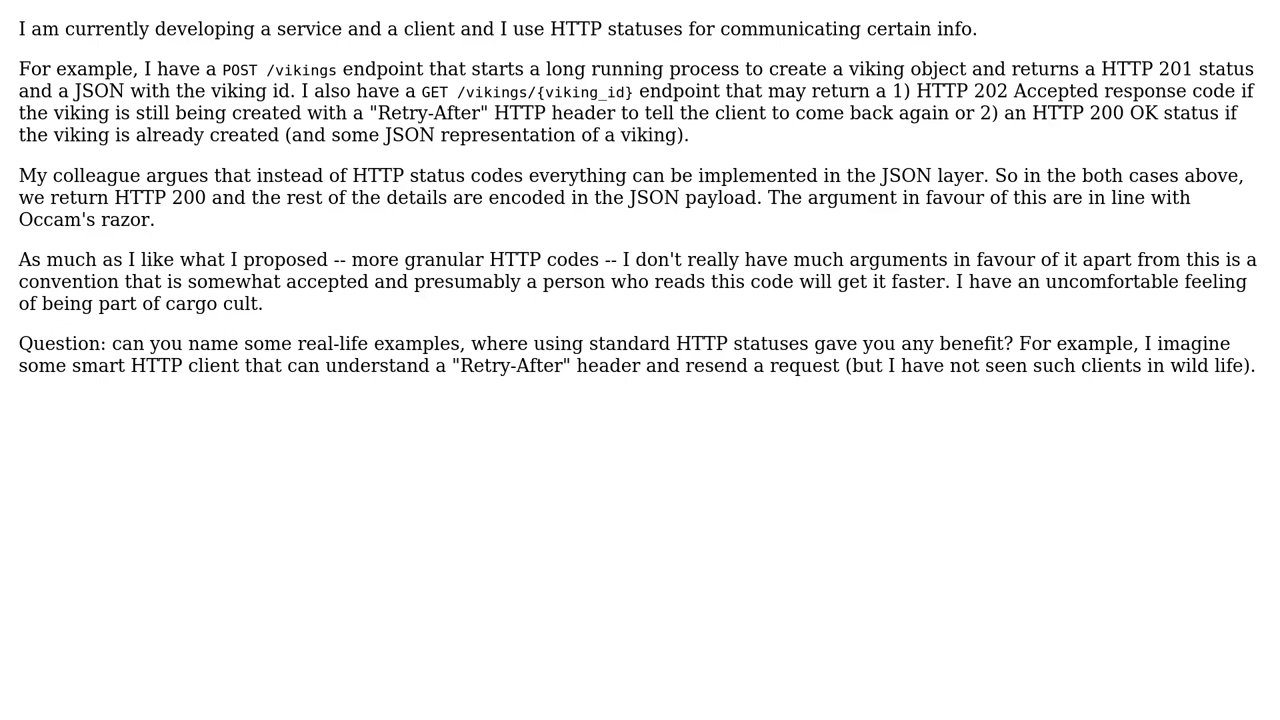 I am currently developing a service and a client and I use HTTP statuses for communicating certain info.
For example, I have a POST /vikings endpoint that starts a long running process to create a viking object and returns a HTTP 201 status
and a JSON with the viking id. I also have a GET /vikings/{viking_id} endpoint that may return a 1) HTTP 202 Accepted response code if
the viking is still being created with a "Retry-After" HTTP header to tell the client to come back again or 2) an HTTP 200 OK status if
the viking is already created (and some JSON representation of a viking).
My colleague argues that instead of HTTP status codes everything can be implemented in the JSON layer. So in the both cases above,
we return HTTP 200 and the rest of the details are encoded in the JSON payload. The argument in favour of this are in line with
Occam's razor.
As much as I like what I proposed -- more granular HTTP codes -- I don't really have much arguments in favour of it apart from this is a
convention that is somewhat accepted and presumably a person who reads this code will get it faster. I have an uncomfortable feeling
of being part of cargo cult.
Question: can you name some real-life examples, where using standard HTTP statuses gave you any benefit? For example, I imagine
some smart HTTP client that can understand a "Retry-After" header and resend a request (but I have not seen such clients in wild life).